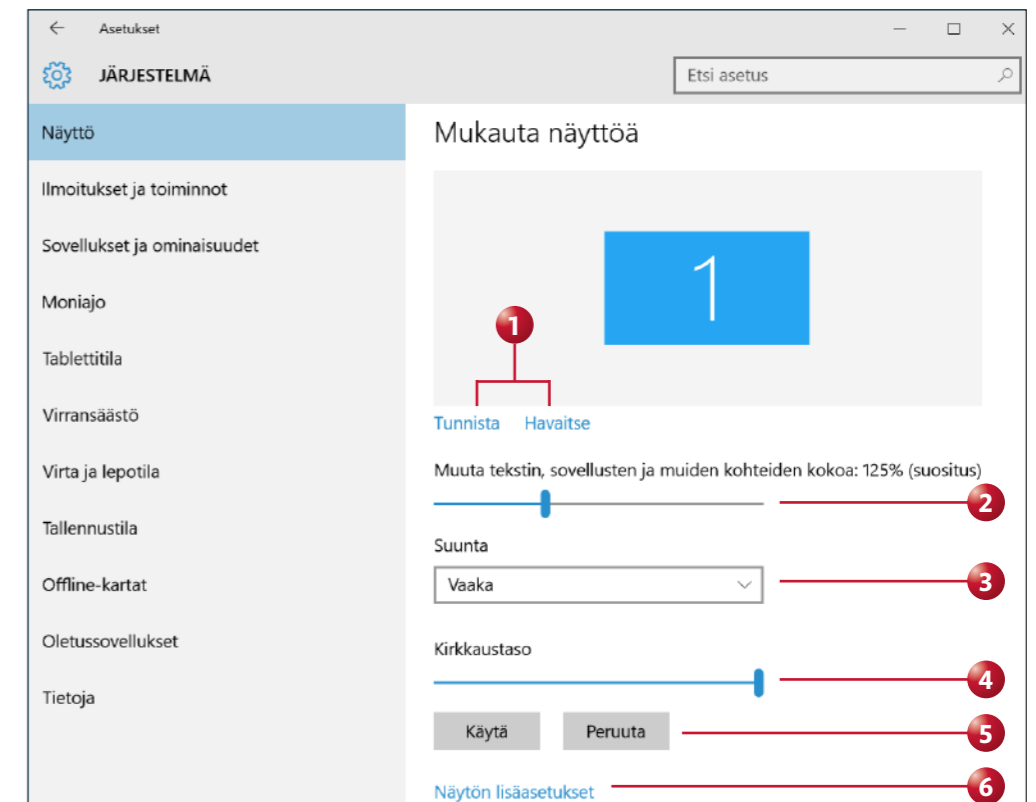 Asetukset
JÄRJESTELMÄ
Etsi asetus
Näyttö
Ilmoitukset ja toiminnot
Sovellukset ja ominaisuudet
Moniajo
Tablettitila
Virransäästö
Virta ja lepotila
Tallennustila
Offline-kartat
Oletussovellukset
Tietoja
Mukauta näyttöä
1
1
Tunnista Havaitse
Muuta tekstin, sovellusten ja muiden kohteiden kokoa: 125% (suositus)
2
Suunta
Vaaka
3
Kirkkaustaso
4
Käytä Peruuta
5
Näytön lisäasetukset
6